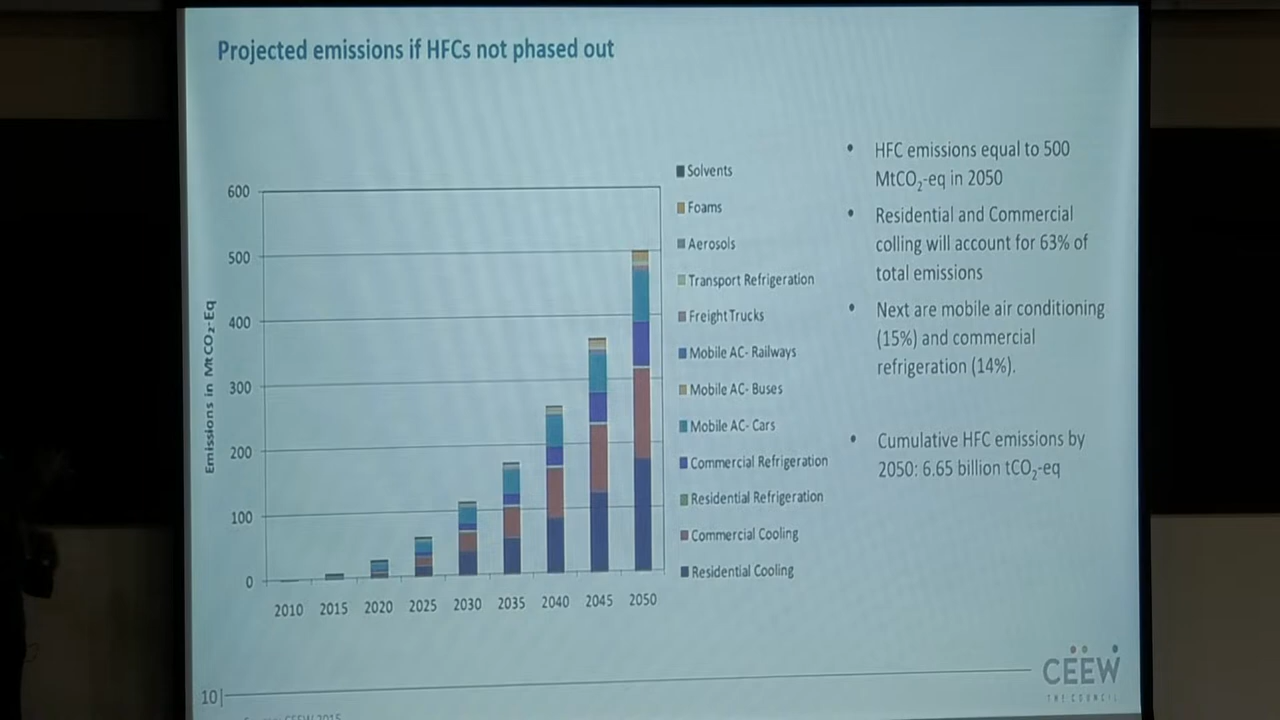 Projected emissions if HFCs not phased out
Emissions in MtCO₂-Eq
600
500
400
300
200
100
0
2010 2015 2020 2025 2030 2035 2040 2045 2050
Solvents
Foams
Aerosols
Transport Refrigeration
Freight Trucks
Mobile AC- Railways
Mobile AC- Buses
Mobile AC- Cars
Commercial Refrigeration
Residential Refrigeration
Commercial Cooling
Residential Cooling
• HFC emissions equal to 500
MtCO₂-eq in 2050
• Residential and Commercial
colling will account for 63% of
total emissions
• Next are mobile air conditioning
(15%) and commercial
refrigeration (14%).
• Cumulative HFC emissions by
2050: 6.65 billion tCO₂-eq
CEEW
THE COUNCIL
10|
CEEW 2015